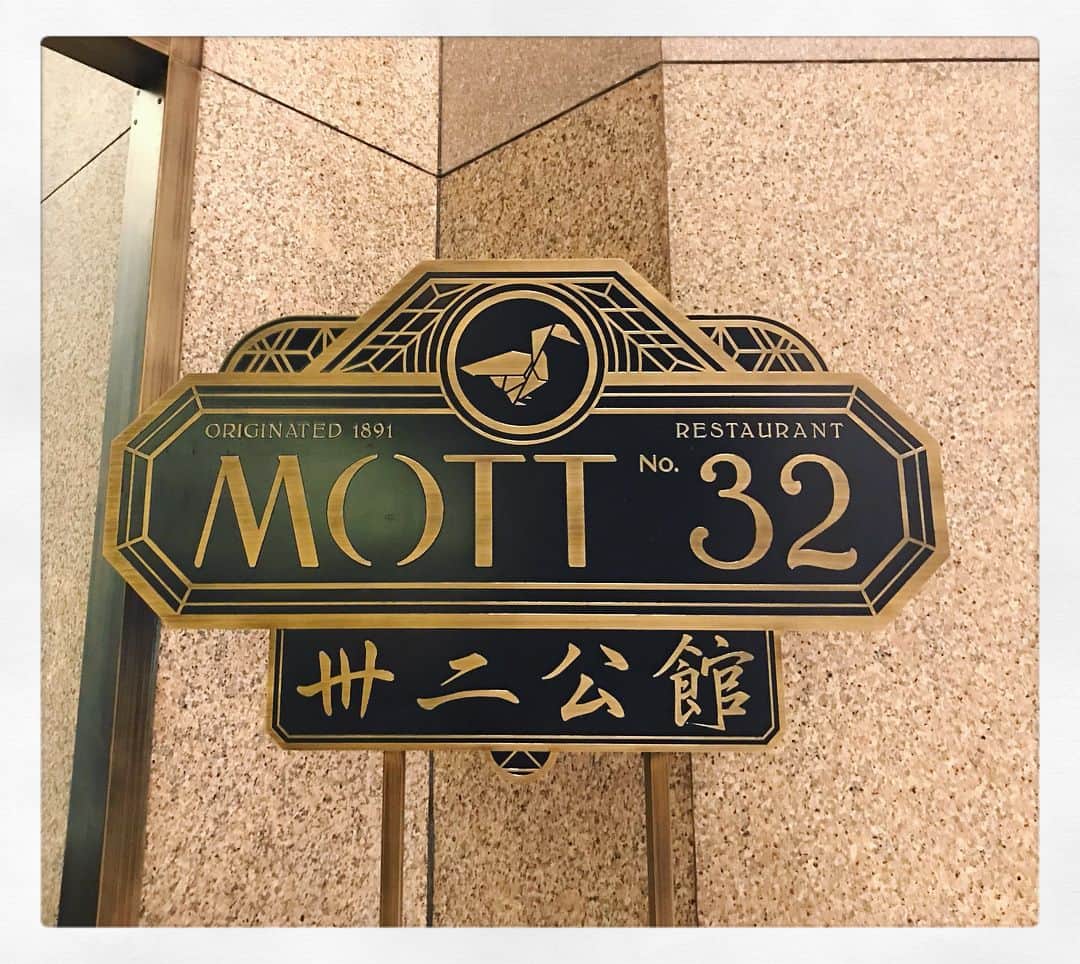 ORIGINATED 1891 RESTAURANT
MOTT No. 32
卅二公館